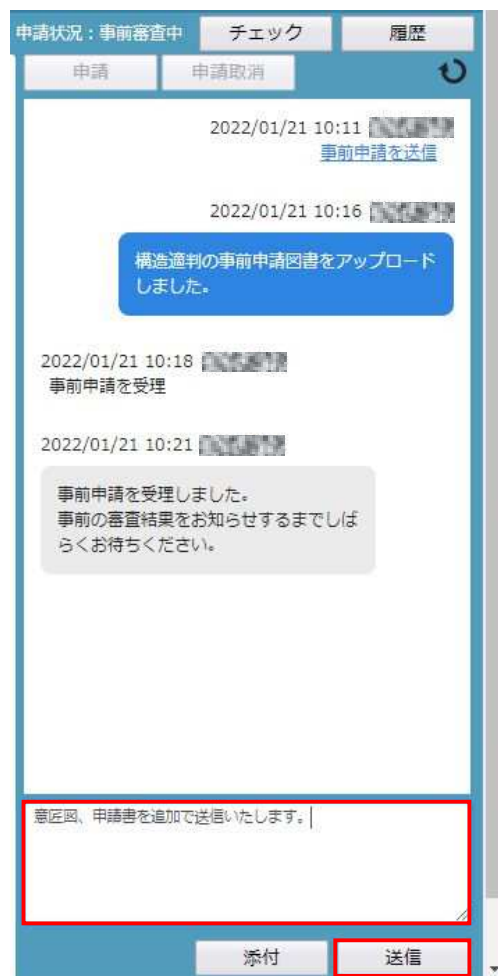 申請状況：事前審査中 チェック 履歴
申請 申請取消
2022/01/21 10:11
事前申請を送信
2022/01/21 10:16
構造適判の事前申請図書をアップロード
しました。
2022/01/21 10:18
事前申請を受理
2022/01/21 10:21
事前申請を受理しました。
事前の審査結果をお知らせするまでしば
らくお待ちください。
意匠図、申請書を追加で送信いたします。
添付 送信